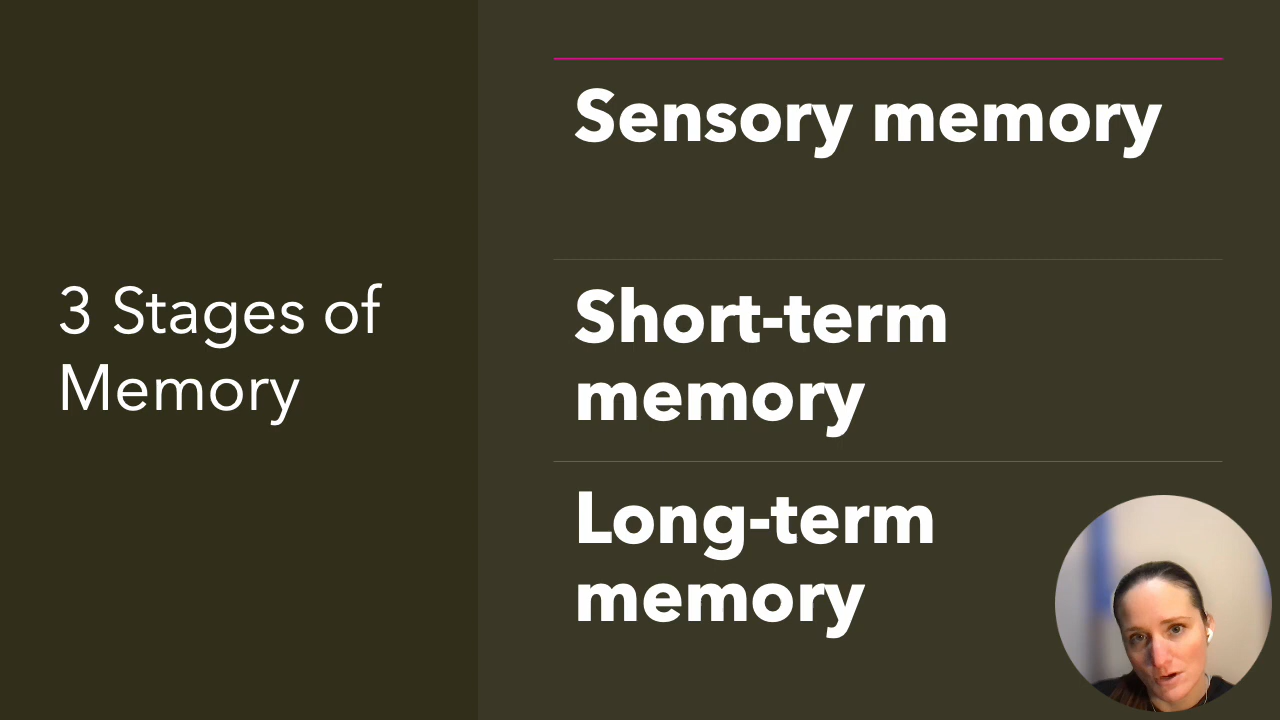 3 Stages of
Memory
Sensory memory
Short-term
memory
Long-term
memory